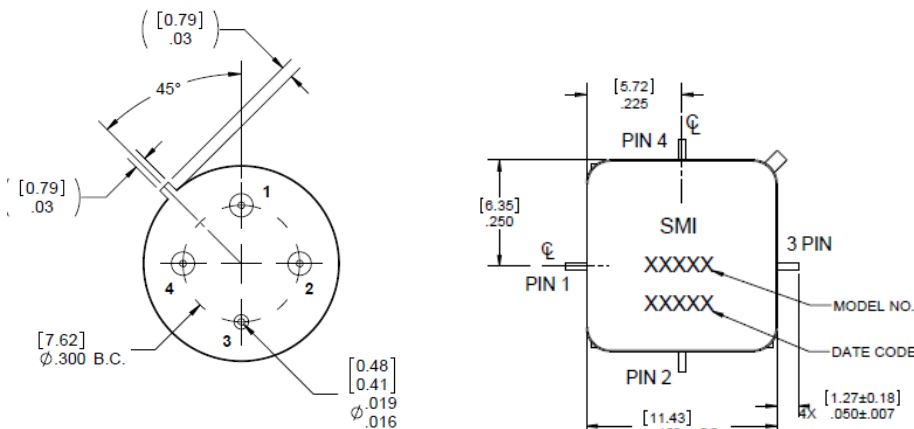 [0.79]
.03
45°
[0.79]
.03
1
4
2
3
[7.62]
Ø.300 B.C.
[0.48]
[0.41]
Ø.019
.016
[5.72]
.225
℄
PIN 4
[6.35]
.250
SMI
℄
3 PIN
XXXXX
PIN 1
MODEL NO.
XXXXX
DATE CODE
PIN 2
[1.27±0.18]
4X .050±.007
[11.43]